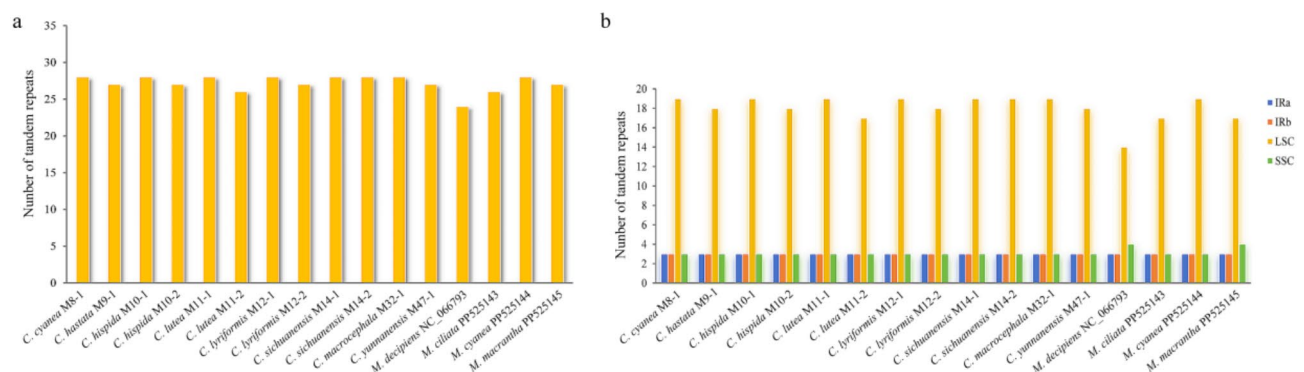 a
Nunber of tandem repeats
35
30
25
20
15
10
5
0
C. cyanea M8-1
C. hastata M9-1
C. hispida M10-1
C. hispida M10-2
C. lutea M11-1
C. lutea M11-2
C. lyriformis M12-1
C. lyriformis M12-2
C. sichuanensis M14-1
C. sichuanensis M14-2
C. macrocephala M32-1
C. yunnanensis M47-1
M. decipiens NC_066793
M. ciliata PP525143
M. cyanea PP525144
M. macrantha PP525145
b
Nunber of tandem repeats
20
18
16
14
12
10
8
6
4
2
0
C. cyanea M8-1
C. hastata M9-1
C. hispida M10-1
C. hispida M10-2
C. lutea M11-1
C. lutea M11-2
C. lyriformis M12-1
C. lyriformis M12-2
C. sichuanensis M14-1
C. sichuanensis M14-2
C. macrocephala M32-1
C. yunnanensis M47-1
M. decipiens NC_066793
M. ciliata PP525143
M. cyanea PP525144
M. macrantha PP525145
IRa
IRb
LSC
SSC